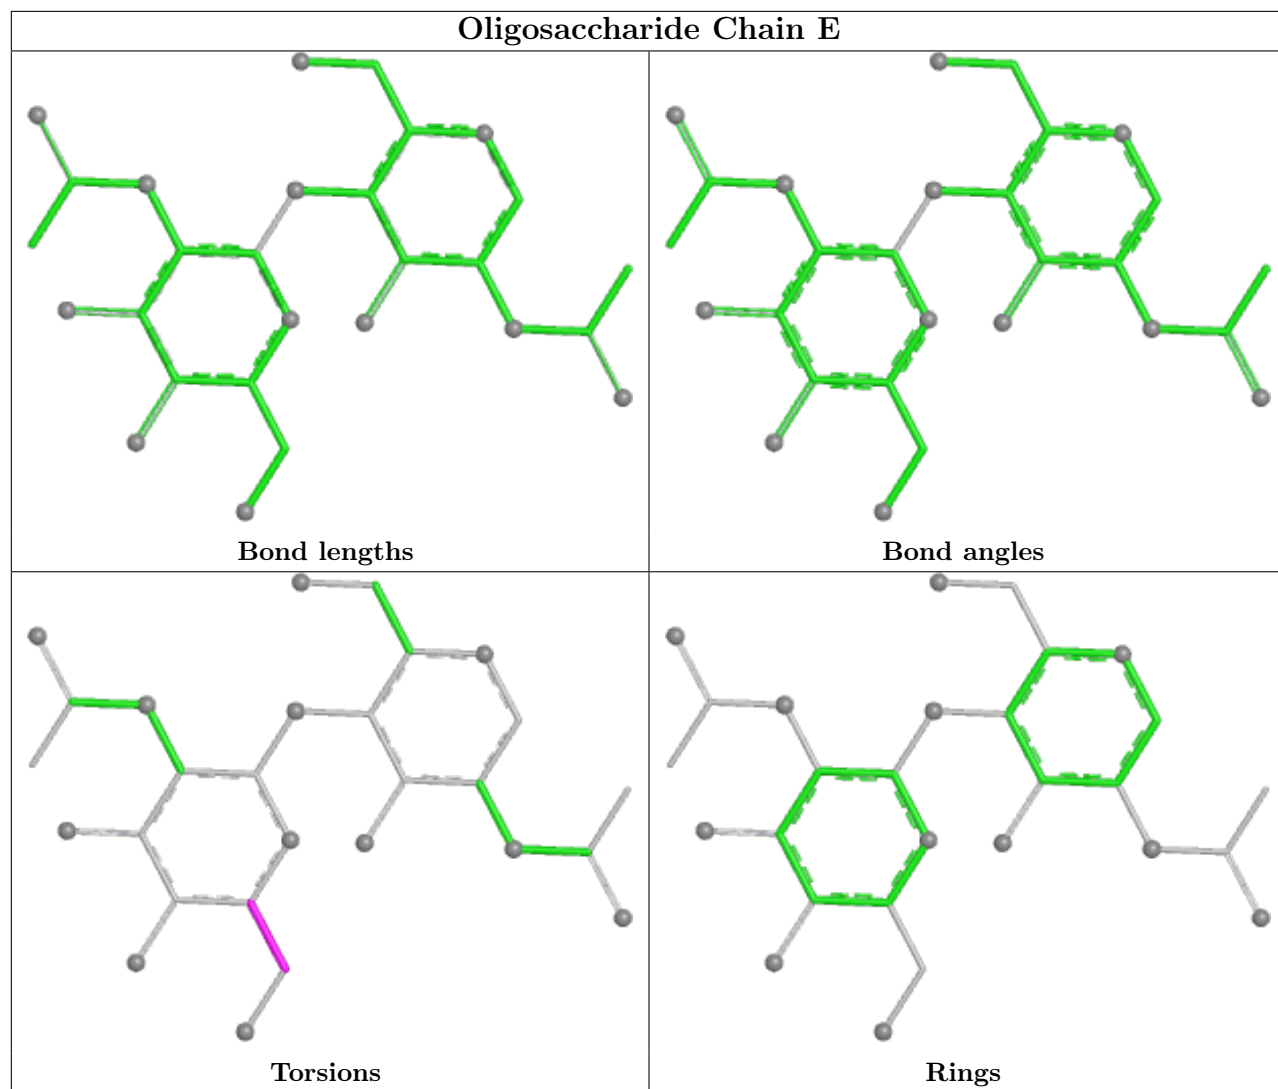 Oligosaccharide Chain E
Bond lengths
Bond angles
Torsions
Rings